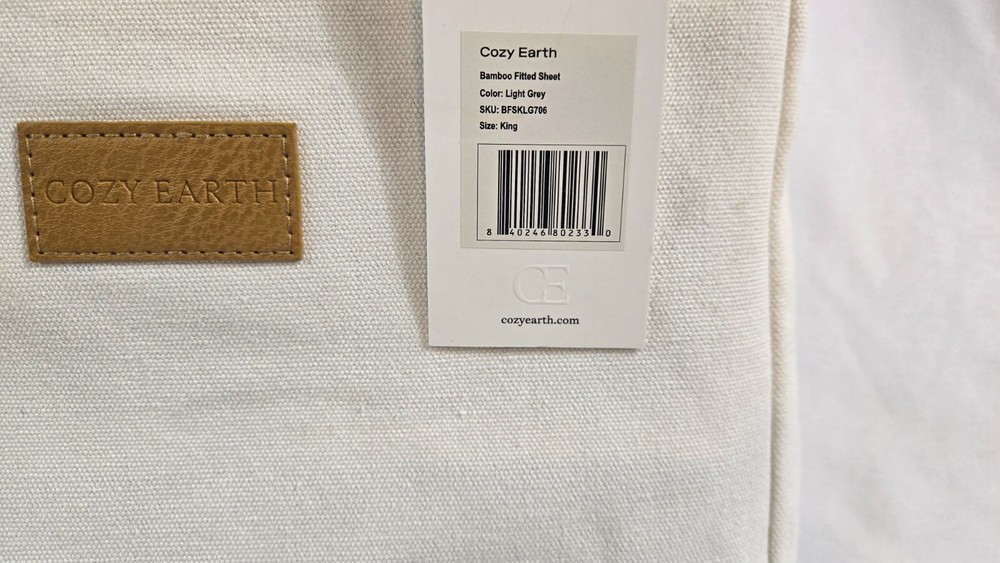 COZY EARTH
Cozy Earth
Bamboo Fitted Sheet
Color: Light Grey
SKU: BFSKLG706
Size: King
8 40246 80233 0
CE
cozyearth.com